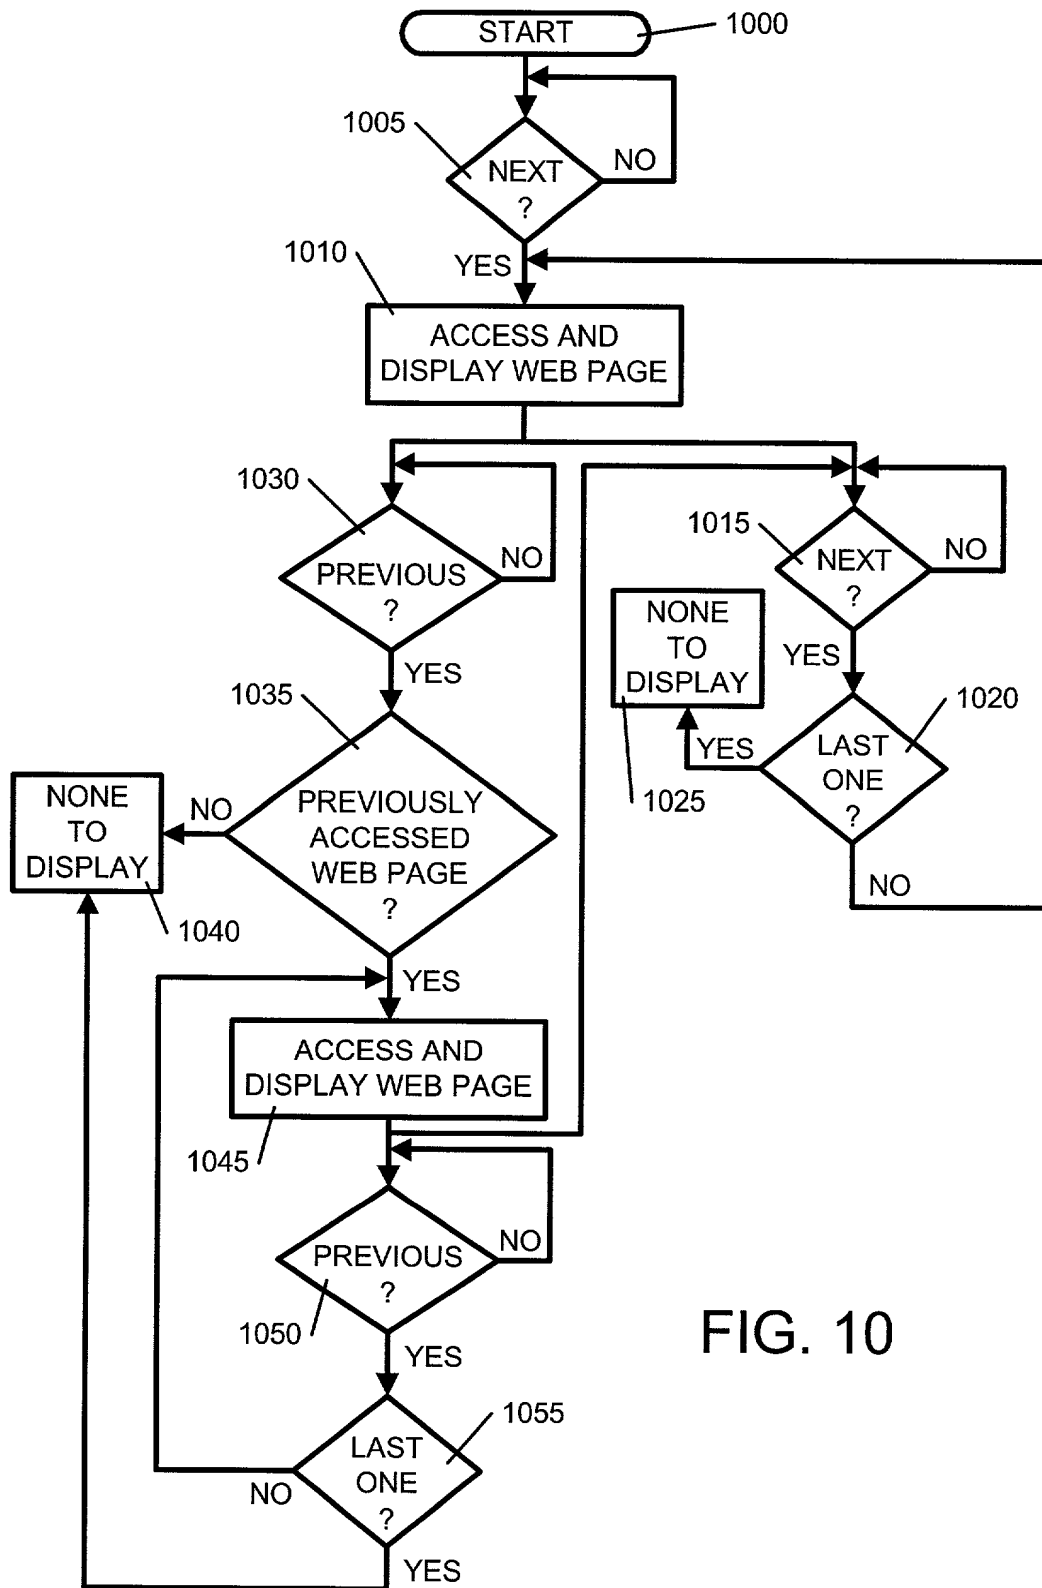 START
1000
1005
NEXT
?
NO
YES
1010
ACCESS AND
DISPLAY WEB PAGE
1030
PREVIOUS
?
NO
YES
1015
NEXT
?
NO
YES
NONE
TO
DISPLAY
1025
YES
1020
LAST
ONE
?
NO
1035
PREVIOUSLY
ACCESSED
WEB PAGE
?
NO
NONE
TO
DISPLAY
1040
YES
ACCESS AND
DISPLAY WEB PAGE
1045
PREVIOUS
?
NO
1050
YES
1055
LAST
ONE
?
NO
YES
FIG. 10